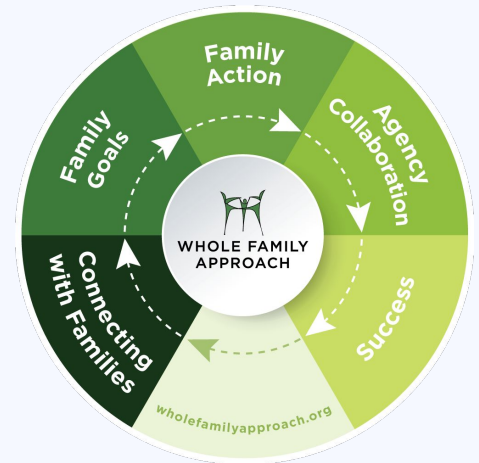 Family
Action
Agency
Collaboration
Success
wholefamilyapproach.org
Connecting
with Families
Family
Goals
WHOLE FAMILY
APPROACH